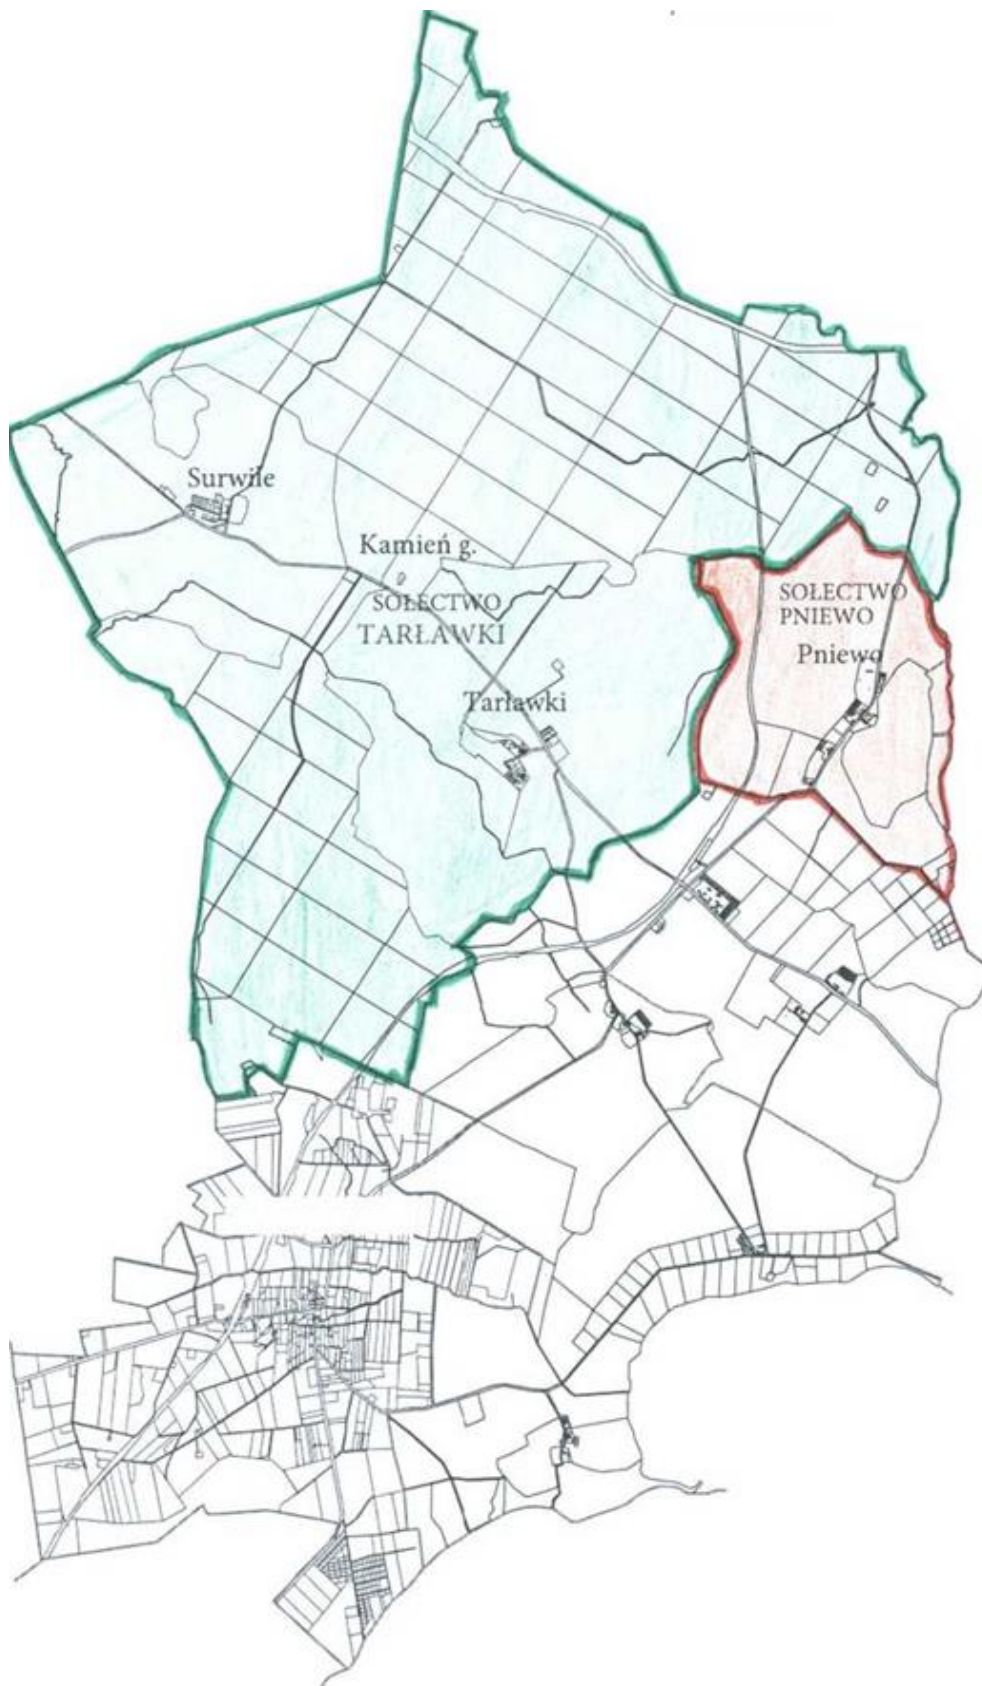 Surwile
Kamień g.
SOŁECTWO
TARŁAWKI
SOŁECTWO
PNIEWO
Pniewo
Tarławki